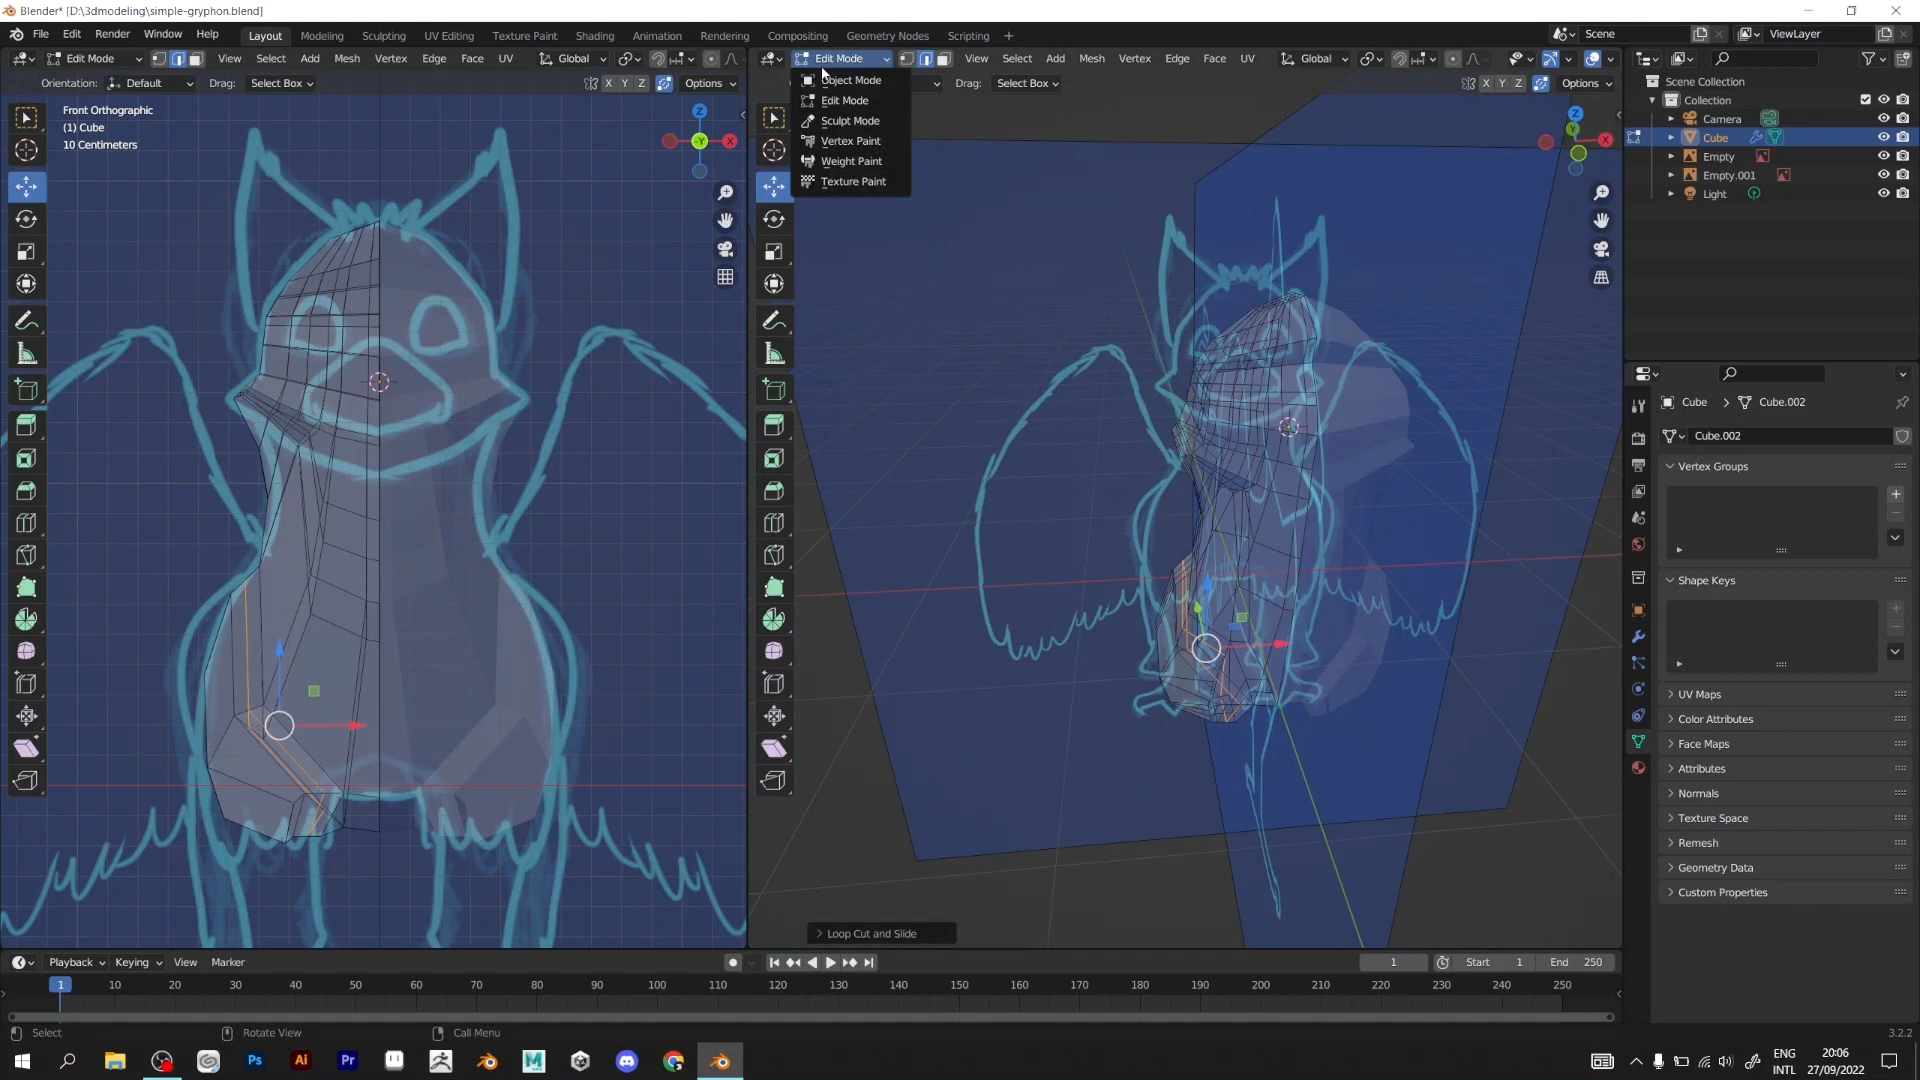 Blender* [D:\3dmodeling\simple-gryphon.blend]
File Edit Render Window Help Layout Modeling Sculpting UV Editing Texture Paint Shading Animation Rendering Compositing Geometry Nodes Scripting + Scene ViewLayer
Edit Mode View Select Add Mesh Vertex Edge Face UV Global
Orientation: Default Drag: Select Box X Y Z Options
Front Orthographic
(1) Cube
10 Centimeters
Z
X
-Y
Edit Mode View Select Add Mesh Vertex Edge Face UV Global
Drag: Select Box X Y Z Options
Object Mode
Edit Mode
Sculpt Mode
Vertex Paint
Weight Paint
Texture Paint
Z
Y
X
Loop Cut and Slide
Scene Collection
Collection
Camera
Cube
Empty
Empty.001
Light
Cube > Cube.002
Cube.002
Vertex Groups
Shape Keys
UV Maps
Color Attributes
Face Maps
Attributes
Normals
Texture Space
Remesh
Geometry Data
Custom Properties
Playback Keying View Marker 1 Start 1 End 250
1 10 20 30 40 50 60 70 80 90 100 110 120 130 140 150 160 170 180 190 200 210 220 230 240 250
Select Rotate View Call Menu 3.2.2
Ps Ai Pr M
ENG
INTL
20:06
27/09/2022